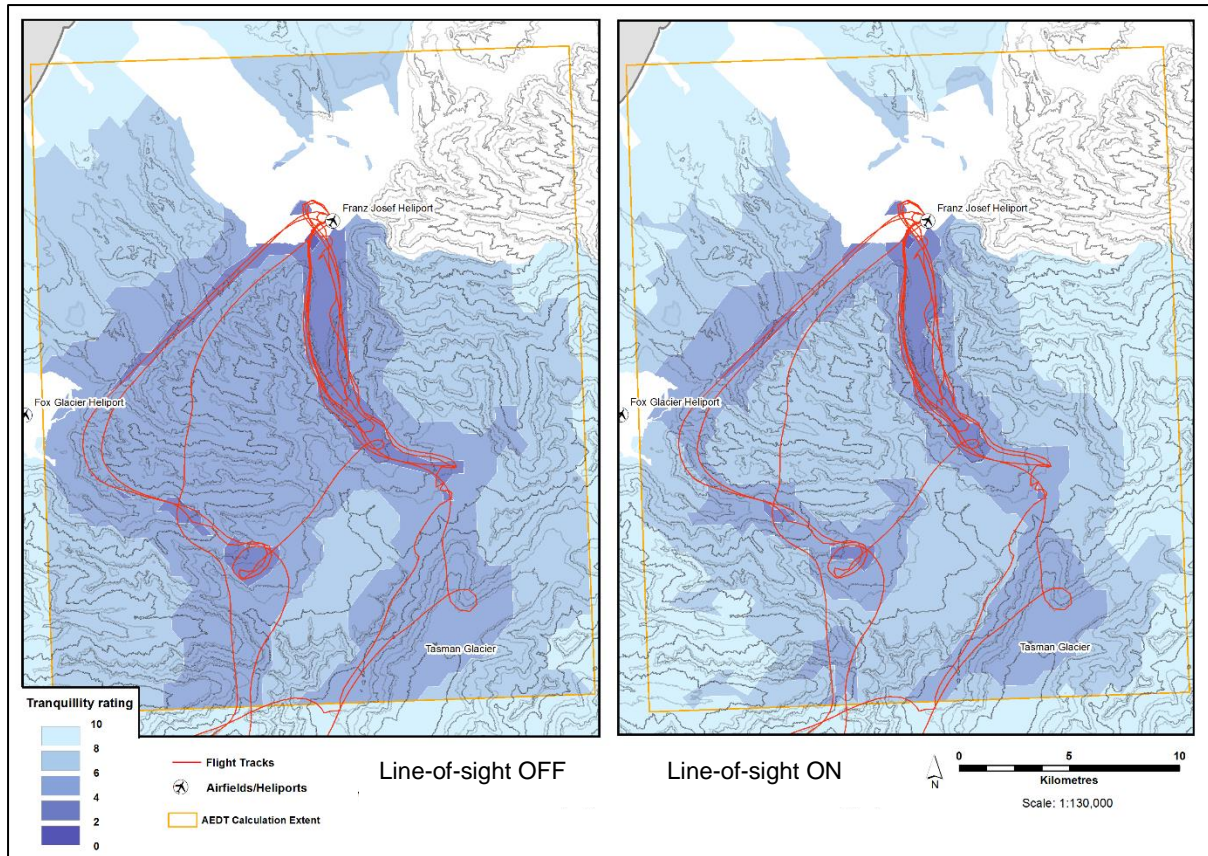 Franz Josef Heliport
Fox Glacier Heliport
Tasman Glacier
Franz Josef Heliport
Fox Glacier Heliport
Tasman Glacier
Tranquillity rating
10
8
6
4
2
0
Flight Tracks
Airfields/Heliports
AEDT Calculation Extent
Line-of-sight OFF
Line-of-sight ON
N
0 5 10
Kilometres
Scale: 1:130,000